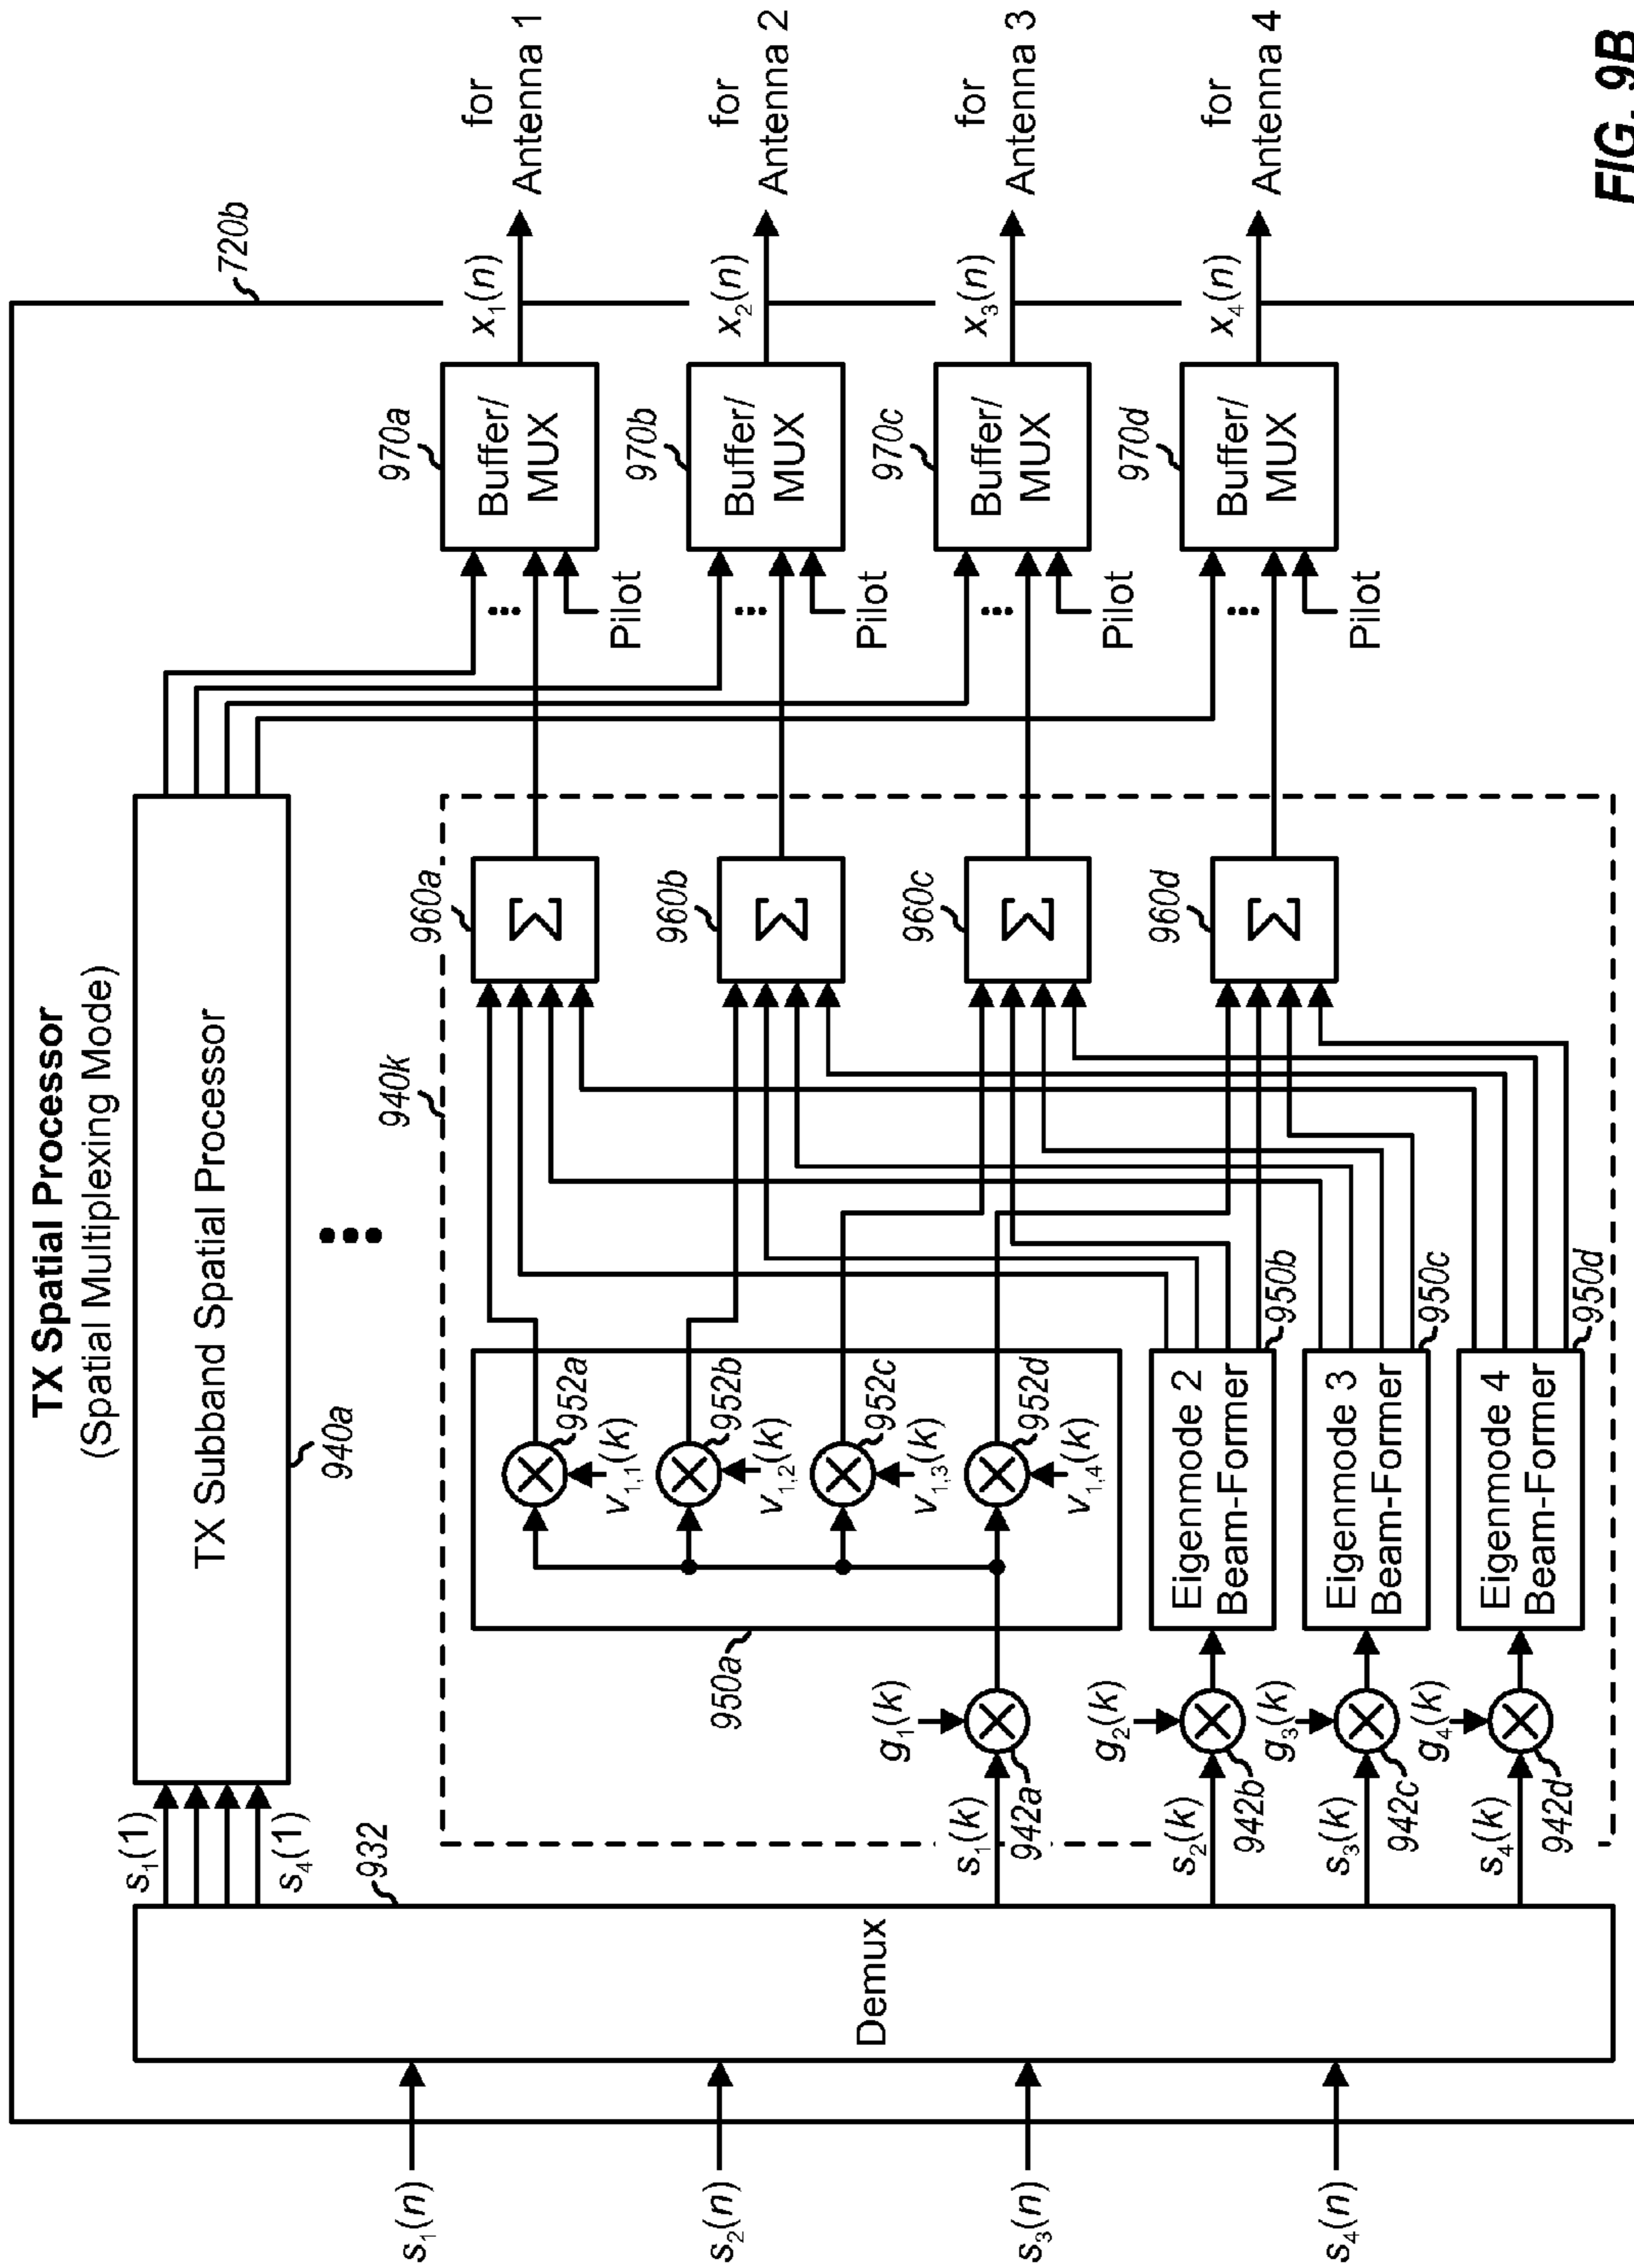 TX Spatial Processor
(Spatial Multiplexing Mode)
720b
TX Subband Spatial Processor
940a
s₁(1)
s₄(1)
932
Demux
s₁(n)
s₂(n)
s₃(n)
s₄(n)
940k
s₁(k)
g₁(k)
942a
s₂(k)
g₂(k)
942b
s₃(k)
g₃(k)
942c
s₄(k)
g₄(k)
942d
950a
952a
v₁,₁(k)
952b
v₁,₂(k)
952c
v₁,₃(k)
952d
v₁,₄(k)
Eigenmode 2
Beam-Former
950b
Eigenmode 3
Beam-Former
950c
Eigenmode 4
Beam-Former
950d
960a
Σ
960b
Σ
960c
Σ
960d
Σ
970a
Buffer/
MUX
Pilot
x₁(n)
for
Antenna 1
970b
Buffer/
MUX
Pilot
x₂(n)
for
Antenna 2
970c
Buffer/
MUX
Pilot
x₃(n)
for
Antenna 3
970d
Buffer/
MUX
Pilot
x₄(n)
for
Antenna 4
FIG. 9B